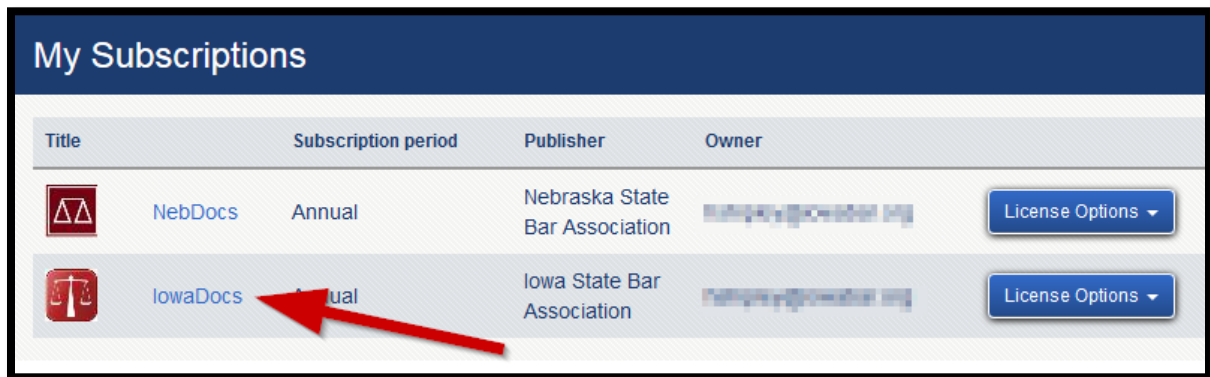 My Subscriptions
Title Subscription period Publisher Owner
NebDocs Annual Nebraska State Bar Association License Options
IowaDocs Annual Iowa State Bar Association License Options